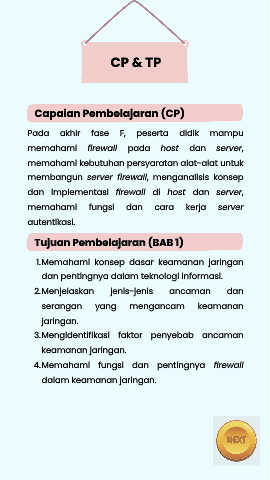 CP & TP
Capaian Pembelajaran (CP)
Pada akhir fase F, peserta didik mampu
memahami firewall pada host dan server,
memahami kebutuhan persyaratan alat-alat untuk
membangun server firewall, menganalisis konsep
dan implementasi firewall di host dan server,
memahami fungsi dan cara kerja server
autentikasi.
Tujuan Pembelajaran (BAB 1)
1.Memahami konsep dasar keamanan jaringan
dan pentingnya dalam teknologi informasi.
2.Menjelaskan jenis-jenis ancaman dan
serangan yang mengancam keamanan
jaringan.
3.Mengidentifikasi faktor penyebab ancaman
keamanan jaringan.
4.Memahami fungsi dan pentingnya firewall
dalam keamanan jaringan.
NEXT